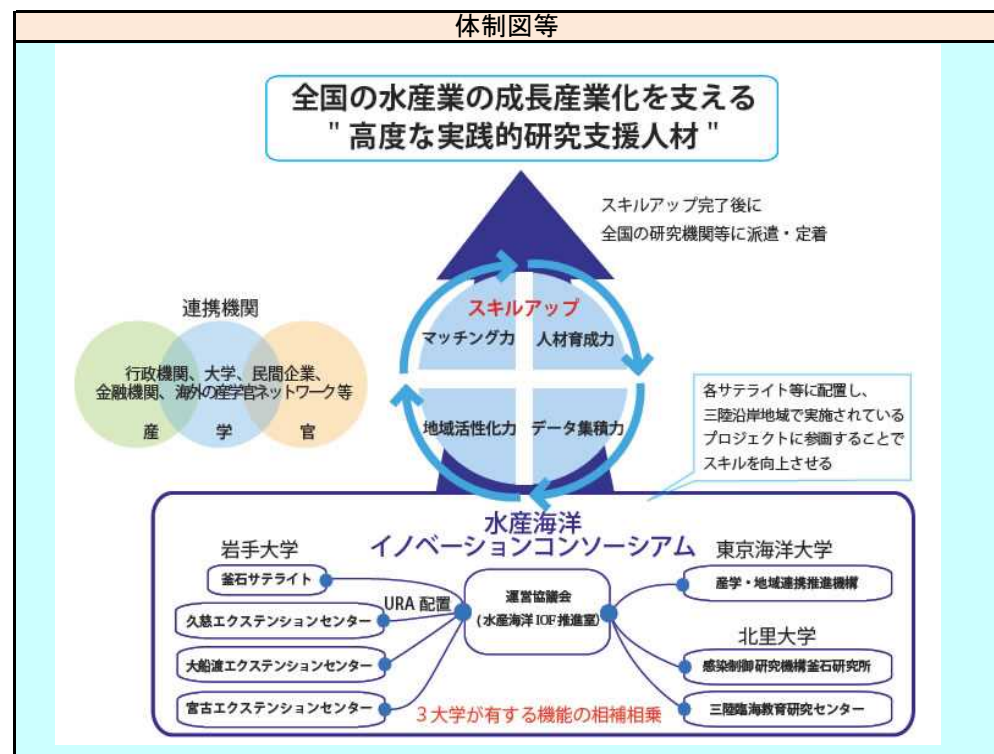 体制図等
全国の水産業の成長産業化を支える
"高度な実践的研究支援人材"
スキルアップ完了後に
全国の研究機関等に派遣・定着
連携機関
行政機関、大学、民間企業、
金融機関、海外の産学官ネットワーク等
産 学 官
スキルアップ
マッチング力 人材育成力
地域活性化力 データ集積力
各サテライト等に配置し、
三陸沿岸地域で実施されている
プロジェクトに参画することで
スキルを向上させる
水産海洋
イノベーションコンソーシアム
岩手大学
釜石サテライト
久慈エクステンションセンター
大船渡エクステンションセンター
宮古エクステンションセンター
URA配置
運営協議会
(水産海洋IOF推進室)
東京海洋大学
産学・地域連携推進機構
北里大学
感染制御研究機構釜石研究所
三陸臨海教育研究センター
3大学が有する機能の相補相乗